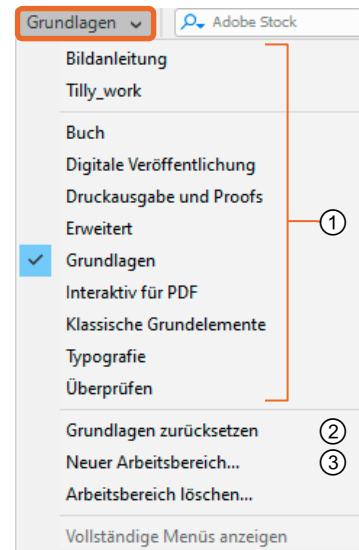 Grundlagen Adobe Stock
Bildanleitung
Tilly_work
Buch
Digitale Veröffentlichung
Druckausgabe und Proofs
Erweitert ①
Grundlagen
Interaktiv für PDF
Klassische Grundelemente
Typografie
Überprüfen
Grundlagen zurücksetzen ②
Neuer Arbeitsbereich... ③
Arbeitsbereich löschen...
Vollständige Menüs anzeigen